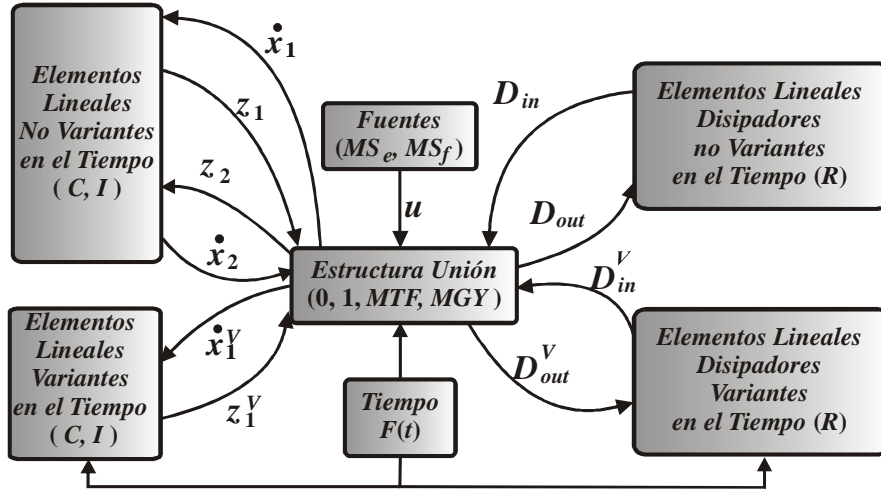 Elementos
Lineales
No Variantes
en el Tiempo
( C, I )
ẋ1
z1
z2
ẋ2
Fuentes
(MSe, MSf )
u
Din
Dout
Elementos Lineales
Disipadores
no Variantes
en el Tiempo (R)
Estructura Unión
(0, 1, MTF, MGY )
Elementos
Lineales
Variantes
en el Tiempo
( C, I )
ẋ1V
z1V
Tiempo
F(t)
DinV
DoutV
Elementos Lineales
Disipadores
Variantes
en el Tiempo (R)